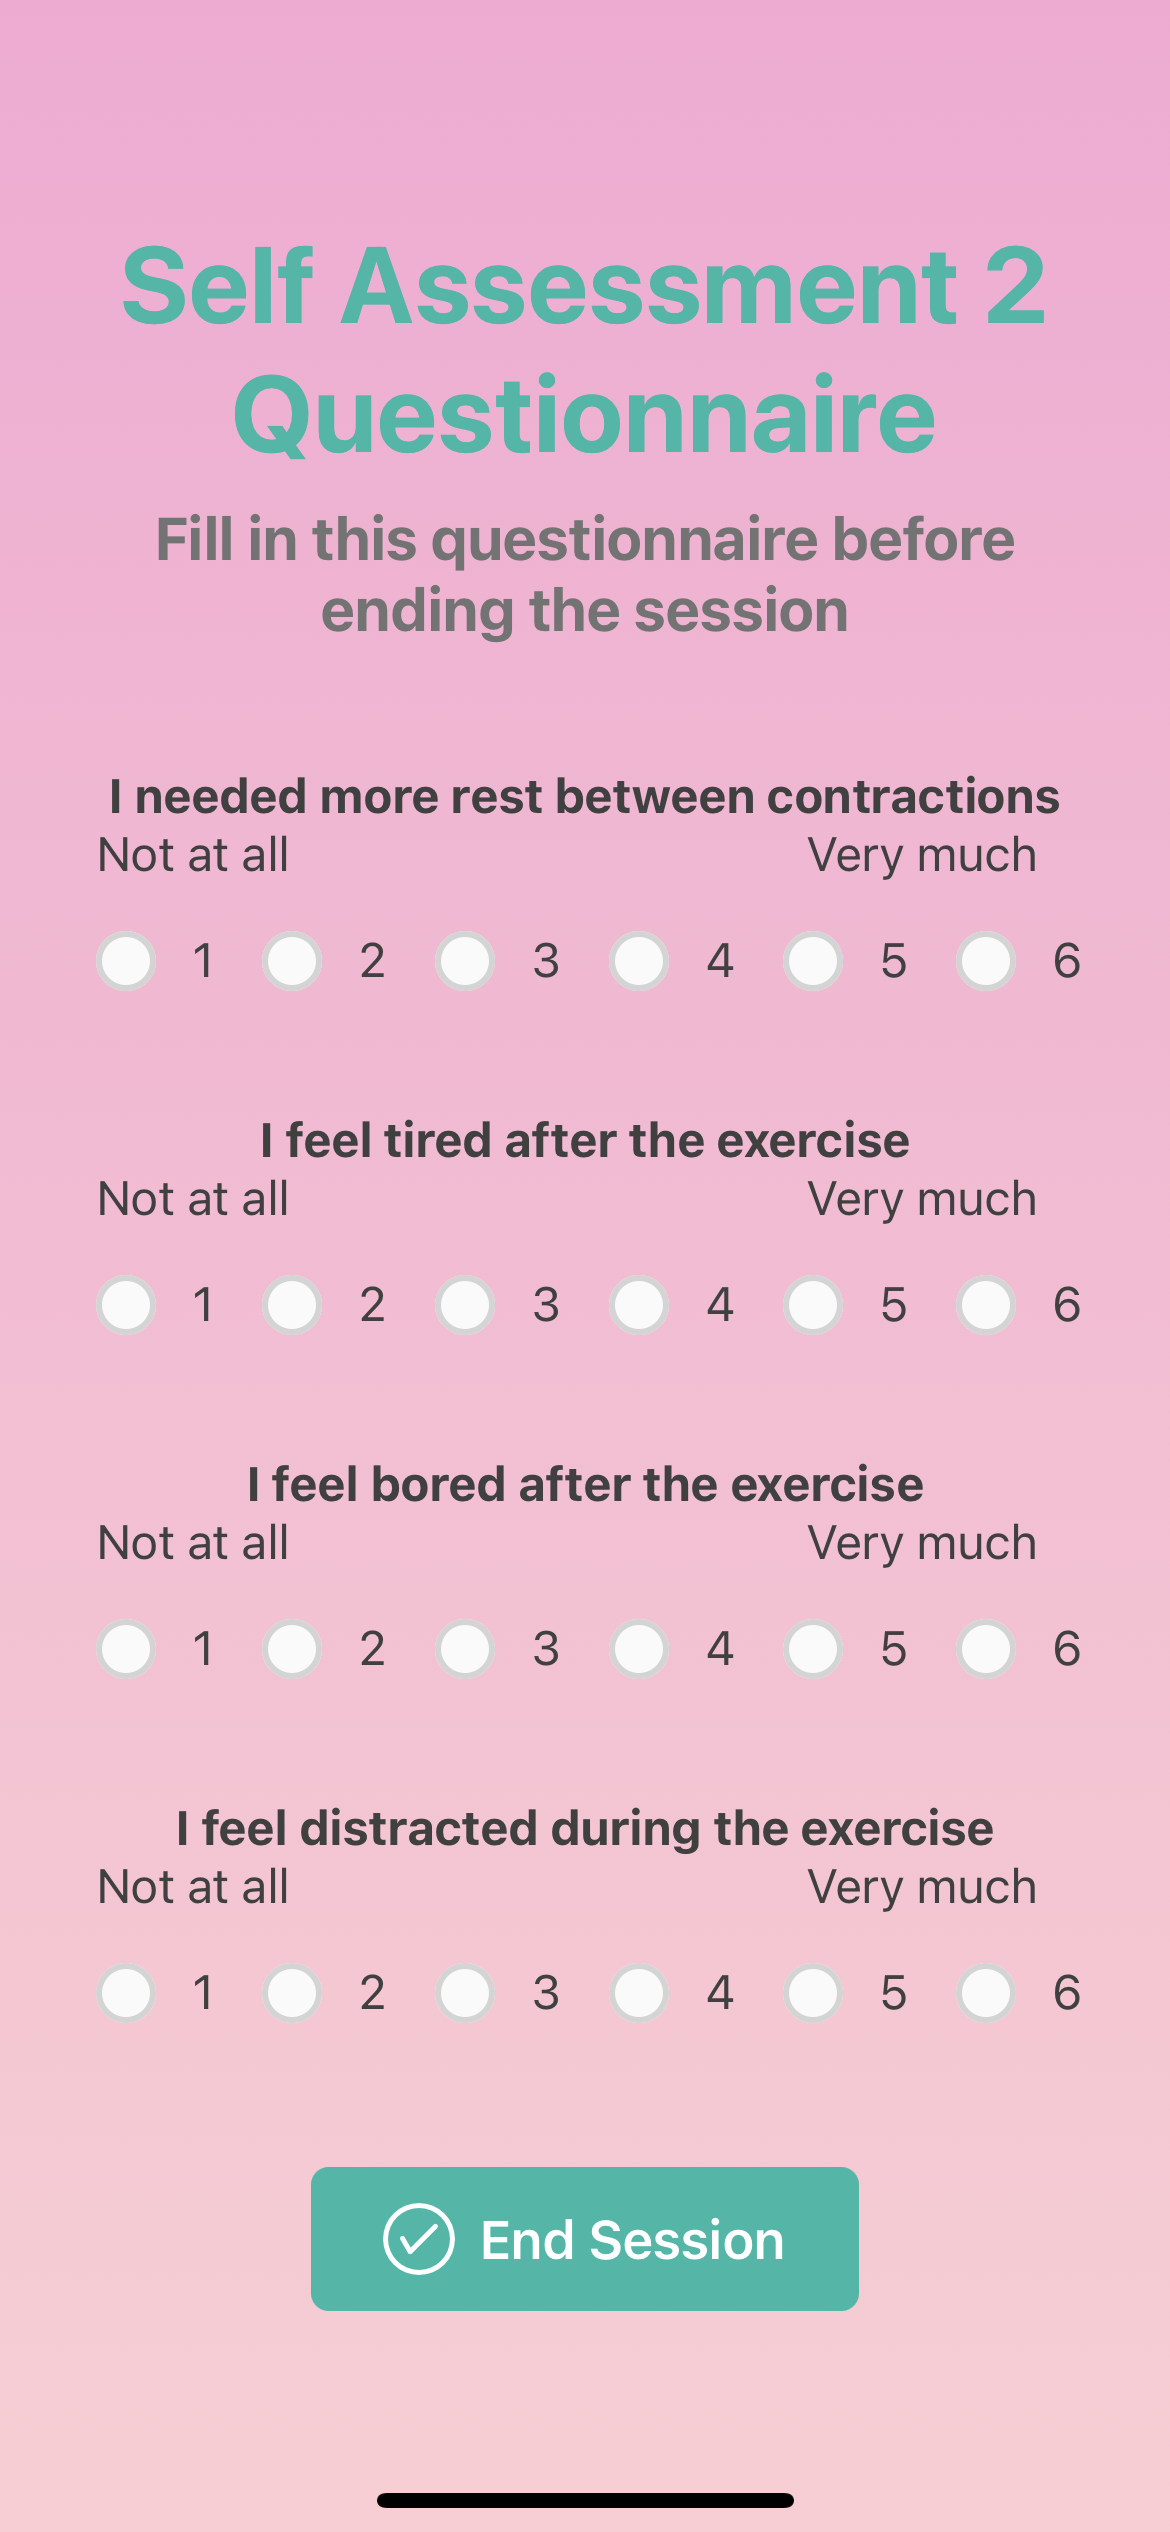 Self Assessment 2
Questionnaire
Fill in this questionnaire before
ending the session
I needed more rest between contractions
Not at all Very much
1 2 3 4 5 6
I feel tired after the exercise
Not at all Very much
1 2 3 4 5 6
I feel bored after the exercise
Not at all Very much
1 2 3 4 5 6
I feel distracted during the exercise
Not at all Very much
1 2 3 4 5 6
End Session